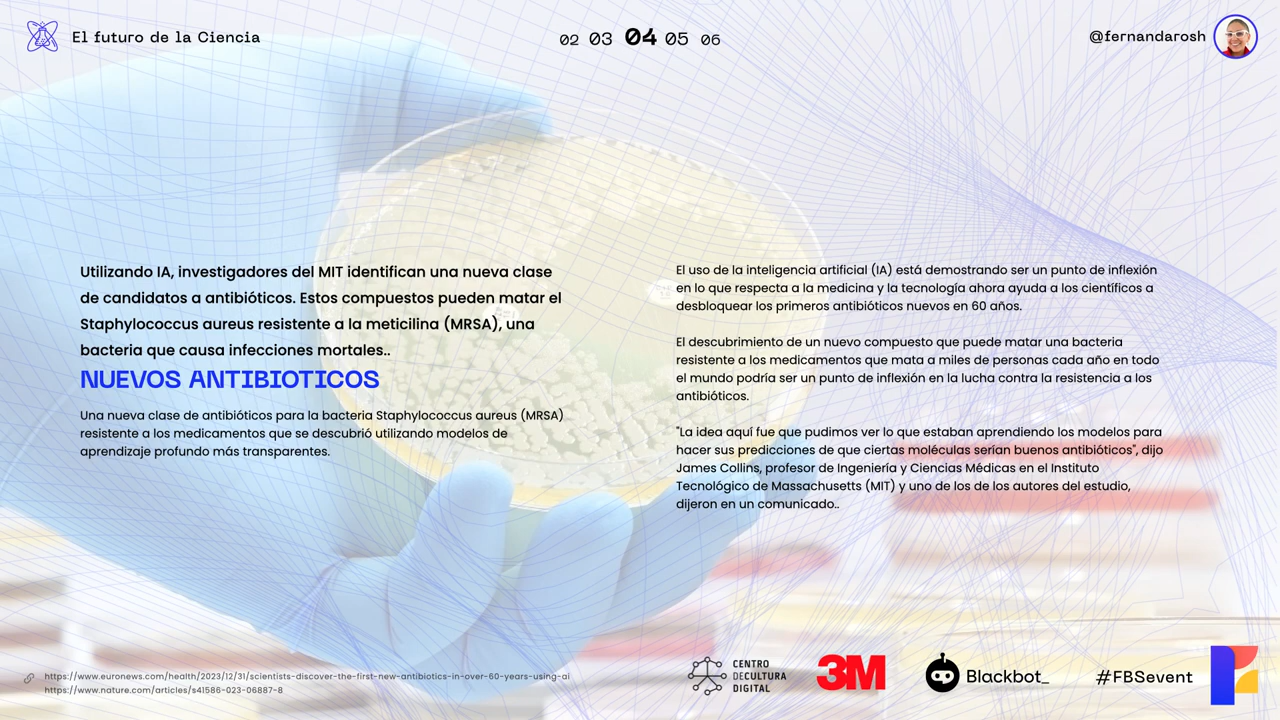 El futuro de la Ciencia
02 03 04 05 06
@fernandarosh
Utilizando IA, investigadores del MIT identifican una nueva clase
de candidatos a antibióticos. Estos compuestos pueden matar el
Staphylococcus aureus resistente a la meticilina (MRSA), una
bacteria que causa infecciones mortales..
NUEVOS ANTIBIOTICOS
Una nueva clase de antibióticos para la bacteria Staphylococcus aureus (MRSA)
resistente a los medicamentos que se descubrió utilizando modelos de
aprendizaje profundo más transparentes.
El uso de la inteligencia artificial (IA) está demostrando ser un punto de inflexión
en lo que respecta a la medicina y la tecnología ahora ayuda a los científicos a
desbloquear los primeros antibióticos nuevos en 60 años.
El descubrimiento de un nuevo compuesto que puede matar una bacteria
resistente a los medicamentos que mata a miles de personas cada año en todo
el mundo podría ser un punto de inflexión en la lucha contra la resistencia a los
antibióticos.
"La idea aquí fue que pudimos ver lo que estaban aprendiendo los modelos para
hacer sus predicciones de que ciertas moléculas serían buenos antibióticos", dijo
James Collins, profesor de Ingeniería y Ciencias Médicas en el Instituto
Tecnológico de Massachusetts (MIT) y uno de los de los autores del estudio,
dijeron en un comunicado..
https://www.euronews.com/health/2023/12/31/scientists-discover-the-first-new-antibiotics-in-over-60-years-using-ai
https://www.nature.com/articles/s41586-023-06887-8
CENTRO
DECULTURA
DIGITAL
3M
Blackbot_
#FBSevent